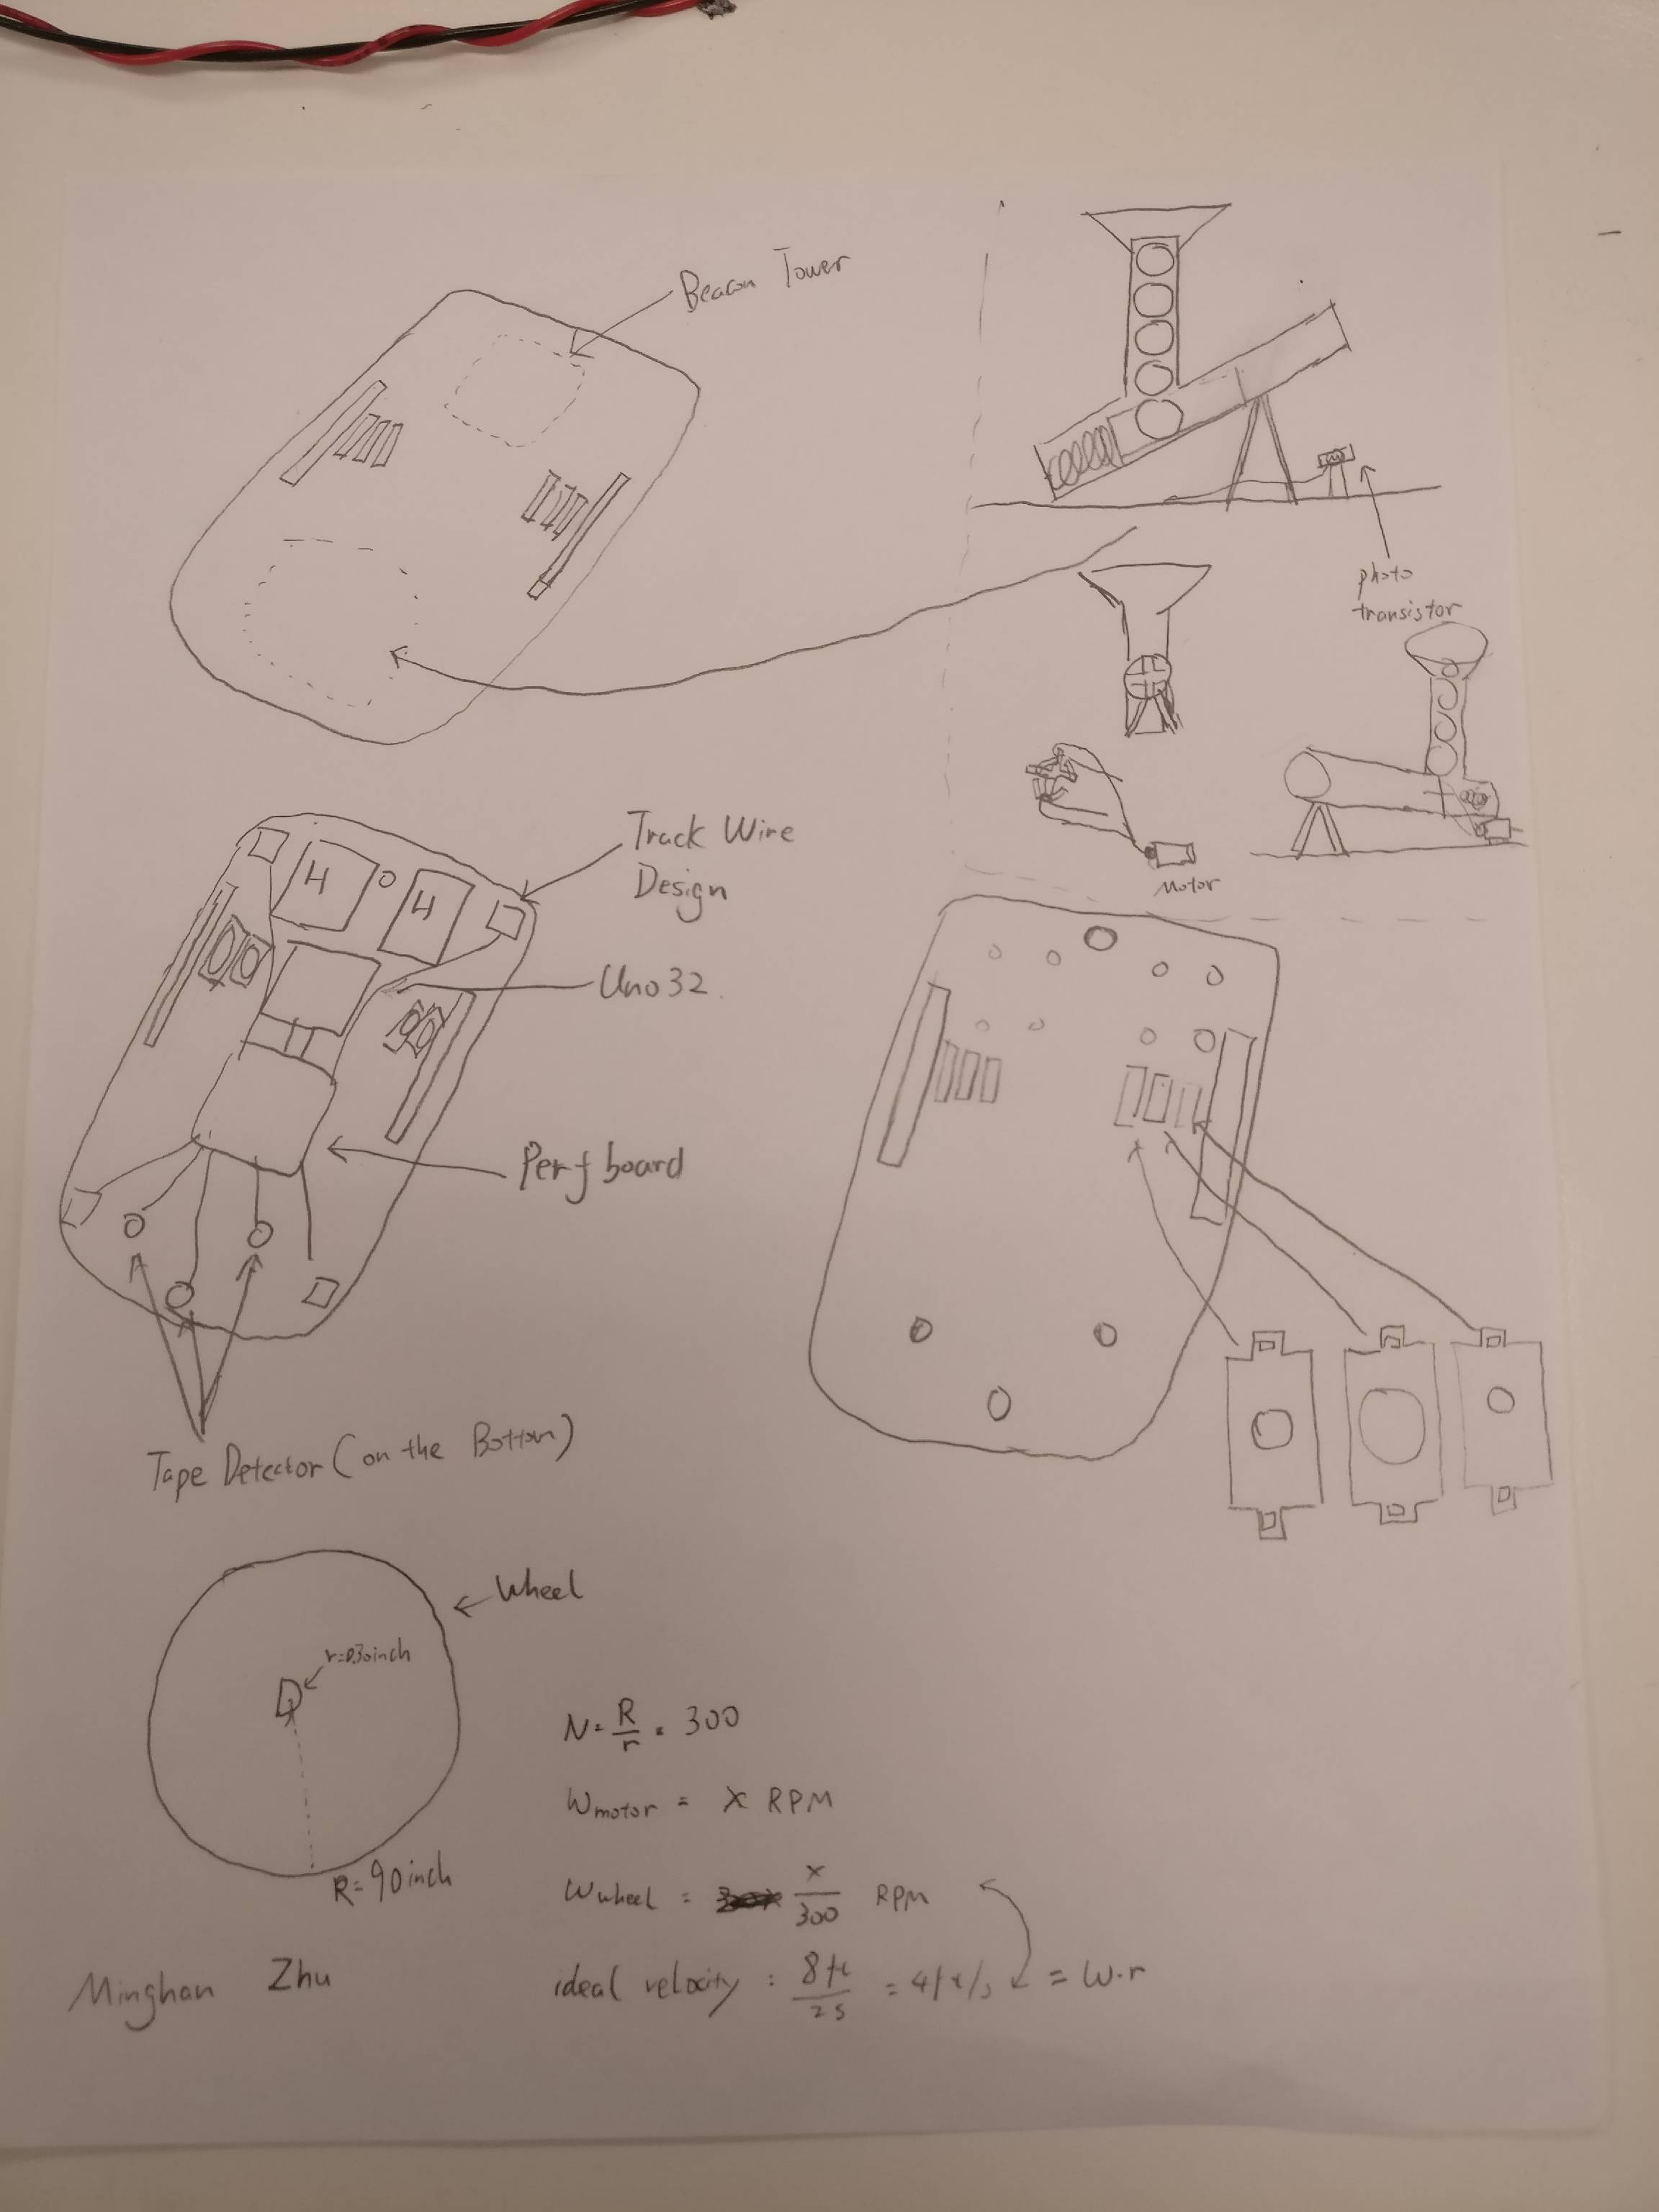 Beacon Tower
photo
transistor
Motor
Track Wire
Design
H
H
Uno32
Perf board
Tape Detector (on the Bottom)
Wheel
r=0.30inch
R=90inch
N = R/r = 300
Wmotor = x RPM
Wwheel = x/300 RPM
ideal velocity : 8ft/2s = 4ft/s = W·r
Minghan Zhu